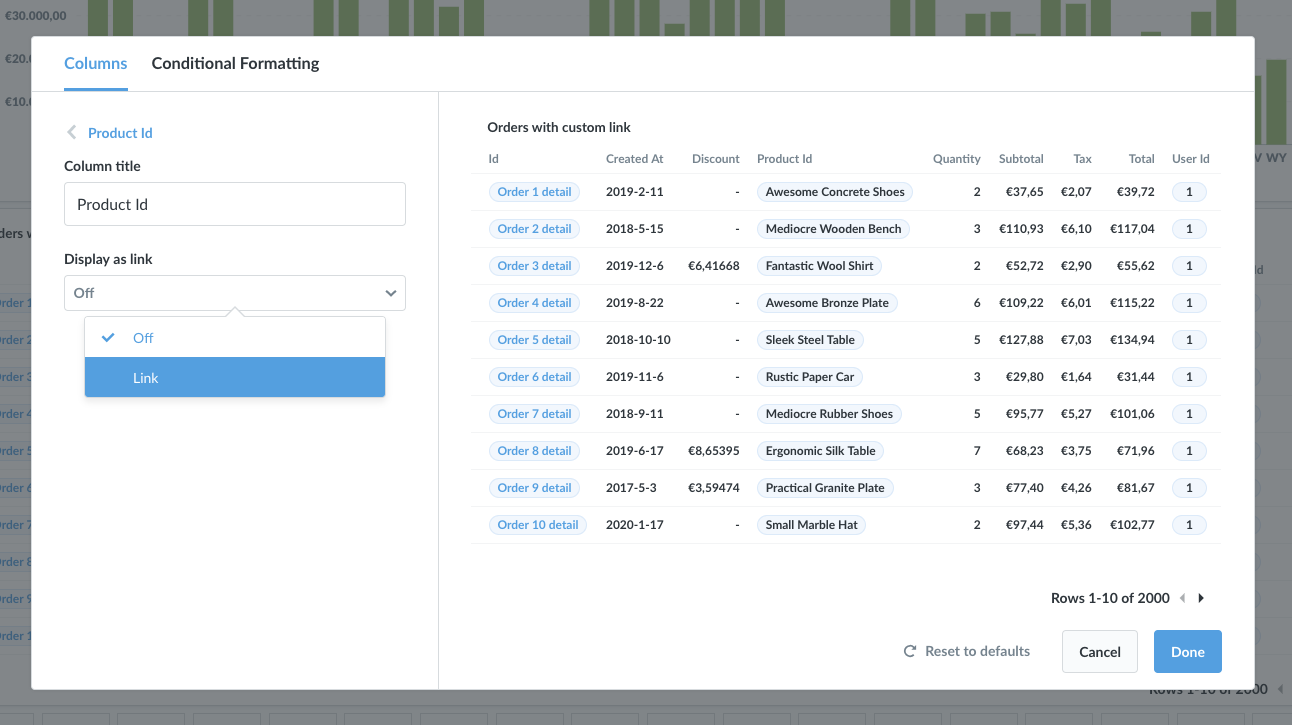 €30.000,00
€20.0
€10.0
Columns Conditional Formatting
Product Id
Column title
Product Id
Display as link
Off
Off
Link
Orders with custom link
Id Created At Discount Product Id Quantity Subtotal Tax Total User Id
Order 1 detail 2019-2-11 - Awesome Concrete Shoes 2 €37,65 €2,07 €39,72 1
Order 2 detail 2018-5-15 - Mediocre Wooden Bench 3 €110,93 €6,10 €117,04 1
Order 3 detail 2019-12-6 €6,41668 Fantastic Wool Shirt 2 €52,72 €2,90 €55,62 1
Order 4 detail 2019-8-22 - Awesome Bronze Plate 6 €109,22 €6,01 €115,22 1
Order 5 detail 2018-10-10 - Sleek Steel Table 5 €127,88 €7,03 €134,94 1
Order 6 detail 2019-11-6 - Rustic Paper Car 3 €29,80 €1,64 €31,44 1
Order 7 detail 2018-9-11 - Mediocre Rubber Shoes 5 €95,77 €5,27 €101,06 1
Order 8 detail 2019-6-17 €8,65395 Ergonomic Silk Table 7 €68,23 €3,75 €71,96 1
Order 9 detail 2017-5-3 €3,59474 Practical Granite Plate 3 €77,40 €4,26 €81,67 1
Order 10 detail 2020-1-17 - Small Marble Hat 2 €97,44 €5,36 €102,77 1
Rows 1-10 of 2000
Reset to defaults Cancel Done
WY
Rows 1-10 of 2000